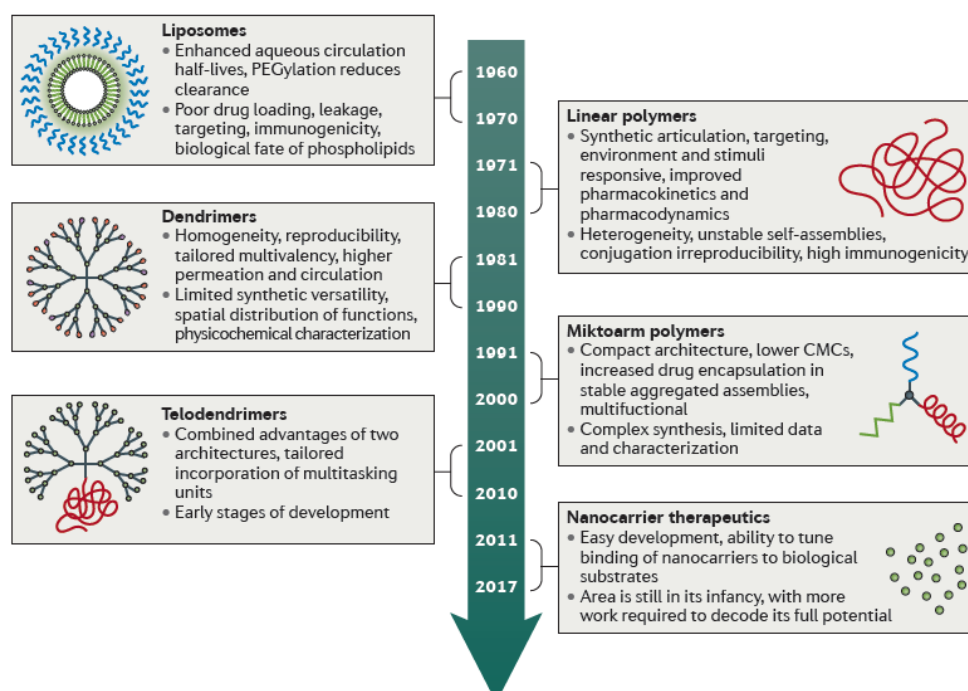 Liposomes
• Enhanced aqueous circulation
half-lives, PEGylation reduces
clearance
• Poor drug loading, leakage,
targeting, immunogenicity,
biological fate of phospholipids
1960
1970
Linear polymers
• Synthetic articulation, targeting,
environment and stimuli
responsive, improved
pharmacokinetics and
pharmacodynamics
• Heterogeneity, unstable self-assemblies,
conjugation irreproducibility, high immunogenicity
1971
1980
Dendrimers
• Homogeneity, reproducibility,
tailored multivalency, higher
permeation and circulation
• Limited synthetic versatility,
spatial distribution of functions,
physicochemical characterization
1981
1990
Miktoarm polymers
• Compact architecture, lower CMCs,
increased drug encapsulation in
stable aggregated assemblies,
multifuctional
• Complex synthesis, limited data
and characterization
1991
2000
Telodendrimers
• Combined advantages of two
architectures, tailored
incorporation of multitasking
units
• Early stages of development
2001
2010
Nanocarrier therapeutics
• Easy development, ability to tune
binding of nanocarriers to biological
substrates
• Area is still in its infancy, with more
work required to decode its full potential
2011
2017